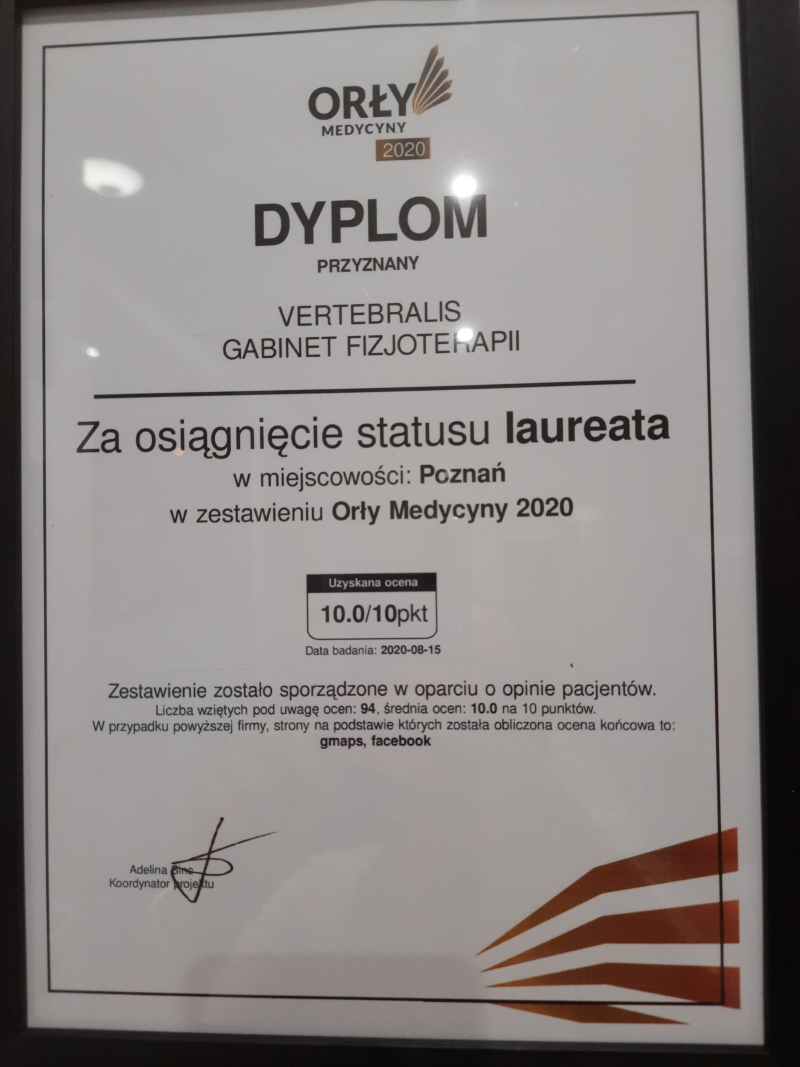 ORŁY
MEDYCYNY
2020
DYPLOM
PRZYZNANY
VERTEBRALIS
GABINET FIZJOTERAPII
Za osiągnięcie statusu laureata
w miejscowości: Poznań
w zestawieniu Orły Medycyny 2020
Uzyskana ocena
10.0/10pkt
Data badania: 2020-08-15
Zestawienie zostało sporządzone w oparciu o opinie pacjentów.
Liczba wziętych pod uwagę ocen: 94, średnia ocen: 10.0 na 10 punktów.
W przypadku powyższej firmy, strony na podstawie których została obliczona ocena końcowa to:
gmaps, facebook
Adelina
Koordynator projektu